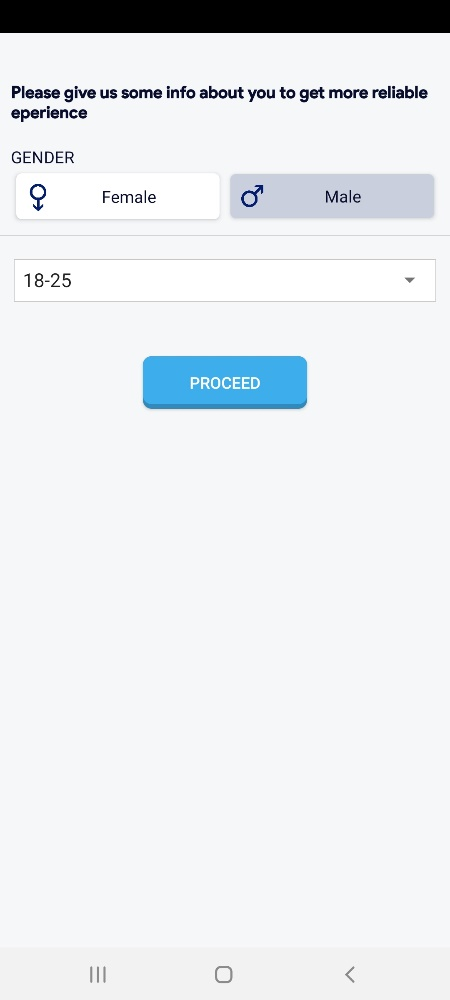 Please give us some info about you to get more reliable
eperience
GENDER
Female
Male
18-25
PROCEED